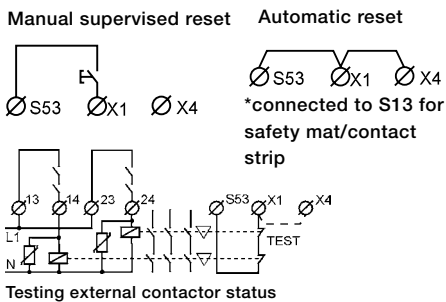 Manual supervised reset
Automatic reset
S53 X1 X4
S53 X1 X4
*connected to S13 for
safety mat/contact
strip
13 14 23 24 S53 X1 X4
L1
TEST
N
Testing external contactor status